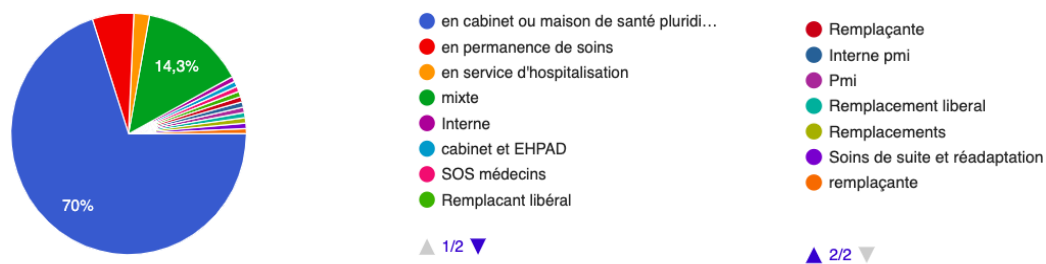 14,3%
70%
en cabinet ou maison de santé pluridi…
en permanence de soins
en service d'hospitalisation
mixte
Interne
cabinet et EHPAD
SOS médecins
Remplacant libéral
1/2
Remplaçante
Interne pmi
Pmi
Remplacement liberal
Remplacements
Soins de suite et réadaptation
remplaçante
2/2